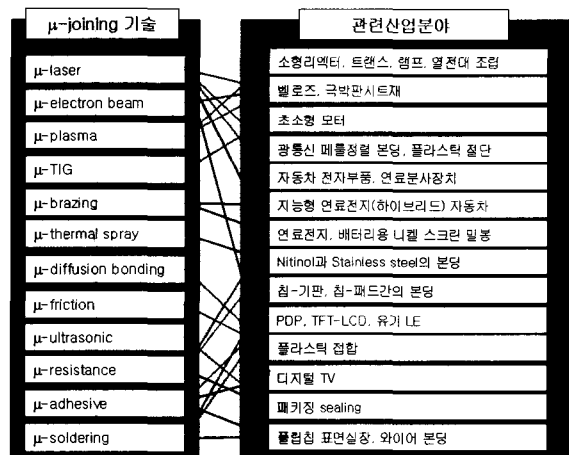 μ-joining 기술
μ-laser
μ-electron beam
μ-plasma
μ-TIG
μ-brazing
μ-thermal spray
μ-diffusion bonding
μ-friction
μ-ultrasonic
μ-resistance
μ-adhesive
μ-soldering
관련산업분야
소형리액터, 트랜스, 램프, 열전대 조립
벨로즈, 극박판시트재
초소형 모터
광통신 페룰정렬 본딩, 플라스틱 절단
자동차 전자부품, 연료분사장치
지능형 연료전지(하이브리드) 자동차
연료전지, 배터리용 니켈 스크린 밀봉
Nitinol과 Stainless steel의 본딩
칩-기판, 칩-패드간의 본딩
PDP, TFT-LCD, 유기 LE
플라스틱 접합
디지털 TV
패키징 sealing
플립칩 표면실장, 와이어 본딩